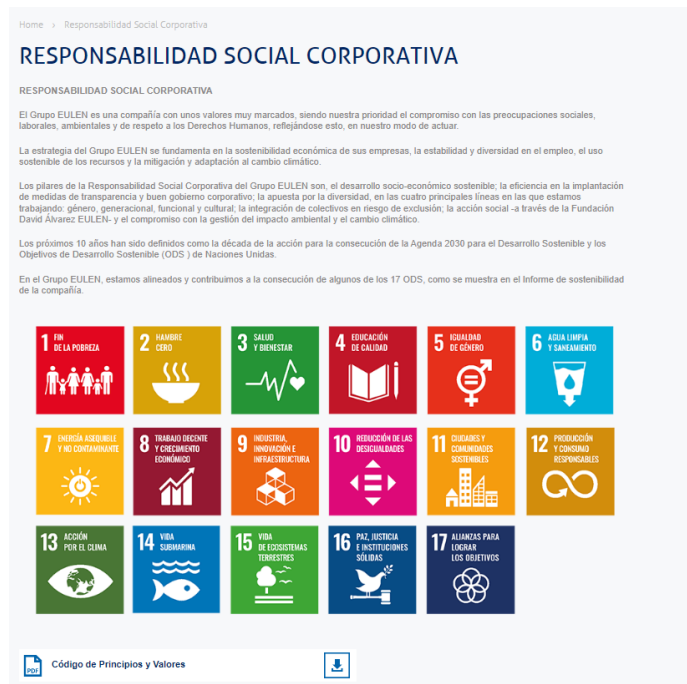 Home > Responsabilidad Social Corporativa
RESPONSABILIDAD SOCIAL CORPORATIVA
RESPONSABILIDAD SOCIAL CORPORATIVA
El Grupo EULEN es una compañía con unos valores muy marcados, siendo nuestra prioridad el compromiso con las preocupaciones sociales,
laborales, ambientales y de respeto a los Derechos Humanos, reflejándose esto, en nuestro modo de actuar.
La estrategia del Grupo EULEN se fundamenta en la sostenibilidad económica de sus empresas, la estabilidad y diversidad en el empleo, el uso
sostenible de los recursos y la mitigación y adaptación al cambio climático.
Los pilares de la Responsabilidad Social Corporativa del Grupo EULEN son, el desarrollo socio-económico sostenible; la eficiencia en la implantación
de medidas de transparencia y buen gobierno corporativo; la apuesta por la diversidad, en las cuatro principales líneas en las que estamos
trabajando: género, generacional, funcional y cultural; la integración de colectivos en riesgo de exclusión; la acción social -a través de la Fundación
David Álvarez EULEN- y el compromiso con la gestión del impacto ambiental y el cambio climático.
Los próximos 10 años han sido definidos como la década de la acción para la consecución de la Agenda 2030 para el Desarrollo Sostenible y los
Objetivos de Desarrollo Sostenible (ODS ) de Naciones Unidas.
En el Grupo EULEN, estamos alineados y contribuimos a la consecución de algunos de los 17 ODS, como se muestra en el Informe de sostenibilidad
de la compañía.
1 FIN
DE LA POBREZA
2 HAMBRE
CERO
3 SALUD
Y BIENESTAR
4 EDUCACIÓN
DE CALIDAD
5 IGUALDAD
DE GÉNERO
6 AGUA LIMPIA
Y SANEAMIENTO
7 ENERGÍA ASEQUIBLE
Y NO CONTAMINANTE
8 TRABAJO DECENTE
Y CRECIMIENTO
ECONÓMICO
9 INDUSTRIA,
INNOVACIÓN E
INFRAESTRUCTURA
10 REDUCCIÓN DE LAS
DESIGUALDADES
11 CIUDADES Y
COMUNIDADES
SOSTENIBLES
12 PRODUCCIÓN
Y CONSUMO
RESPONSABLES
13 ACCIÓN
POR EL CLIMA
14 VIDA
SUBMARINA
15 VIDA
DE ECOSISTEMAS
TERRESTRES
16 PAZ, JUSTICIA
E INSTITUCIONES
SÓLIDAS
17 ALIANZAS PARA
LOGRAR
LOS OBJETIVOS
PDF Código de Principios y Valores